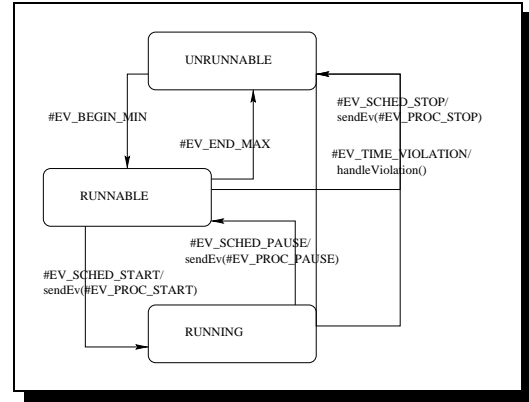 UNRUNNABLE
#EV_SCHED_STOP/
sendEv(#EV_PROC_STOP)
#EV_BEGIN_MIN
#EV_END_MAX
#EV_TIME_VIOLATION/
handleViolation()
RUNNABLE
#EV_SCHED_PAUSE/
sendEv(#EV_PROC_PAUSE)
#EV_SCHED_START/
sendEv(#EV_PROC_START)
RUNNING